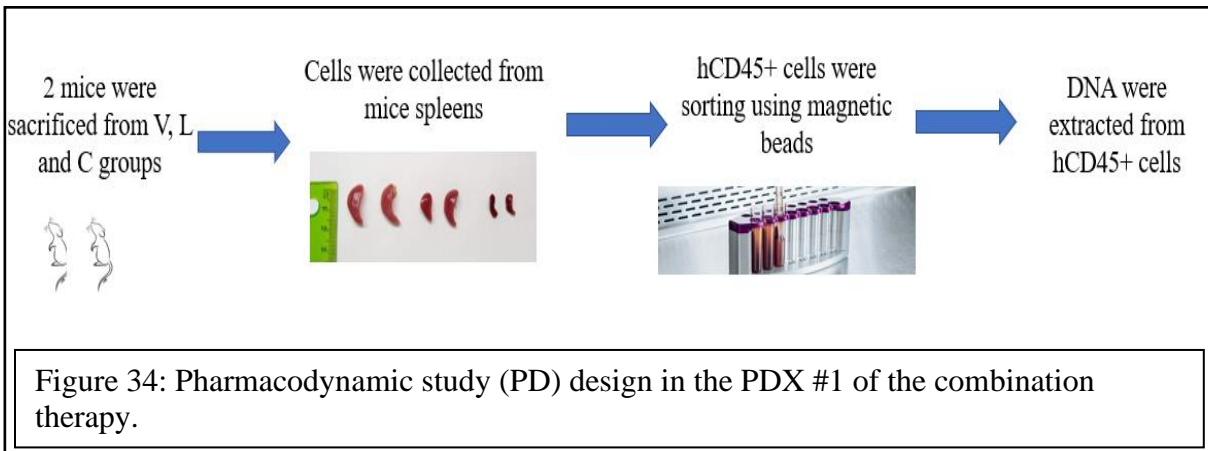 2 mice were
sacrificed from V, L
and C groups
Cells were collected from
mice spleens
hCD45+ cells were
sorting using magnetic
beads
DNA were
extracted from
hCD45+ cells
Figure 34: Pharmacodynamic study (PD) design in the PDX #1 of the combination
therapy.